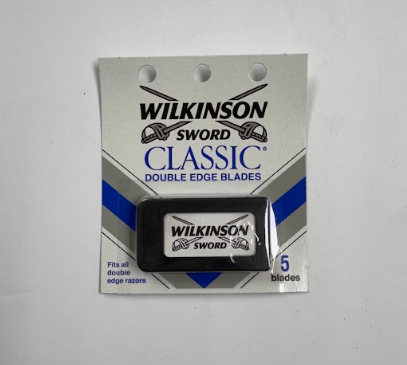 WILKINSON
SWORD
CLASSIC®
DOUBLE EDGE BLADES
WILKINSON
SWORD
Fits all
double
edge razors
5
blades